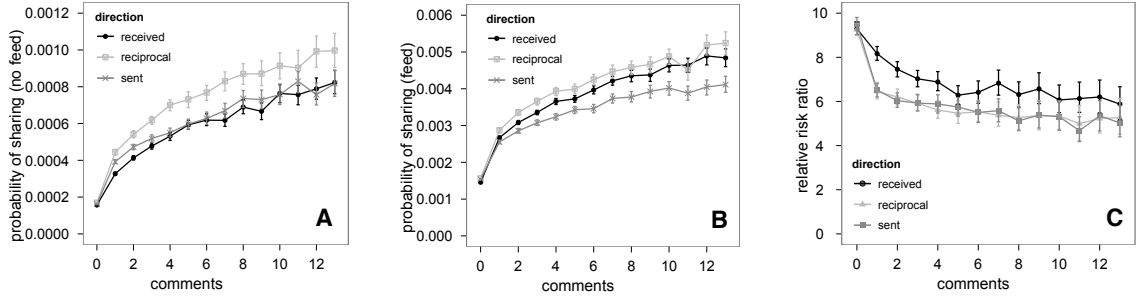 probability of sharing (no feed)
0.0010
0.0008
0.0006
0.0004
0.0002
0.0000
direction
received
reciprocal
sent
A
0 2 4 6 8 10 12
comments
probability of sharing (feed)
0.006
0.005
0.004
0.003
0.002
0.001
0.000
direction
received
reciprocal
sent
B
0 2 4 6 8 10 12
comments
relative risk ratio
10
8
6
4
2
0
direction
received
reciprocal
sent
C
0 2 4 6 8 10 12
comments